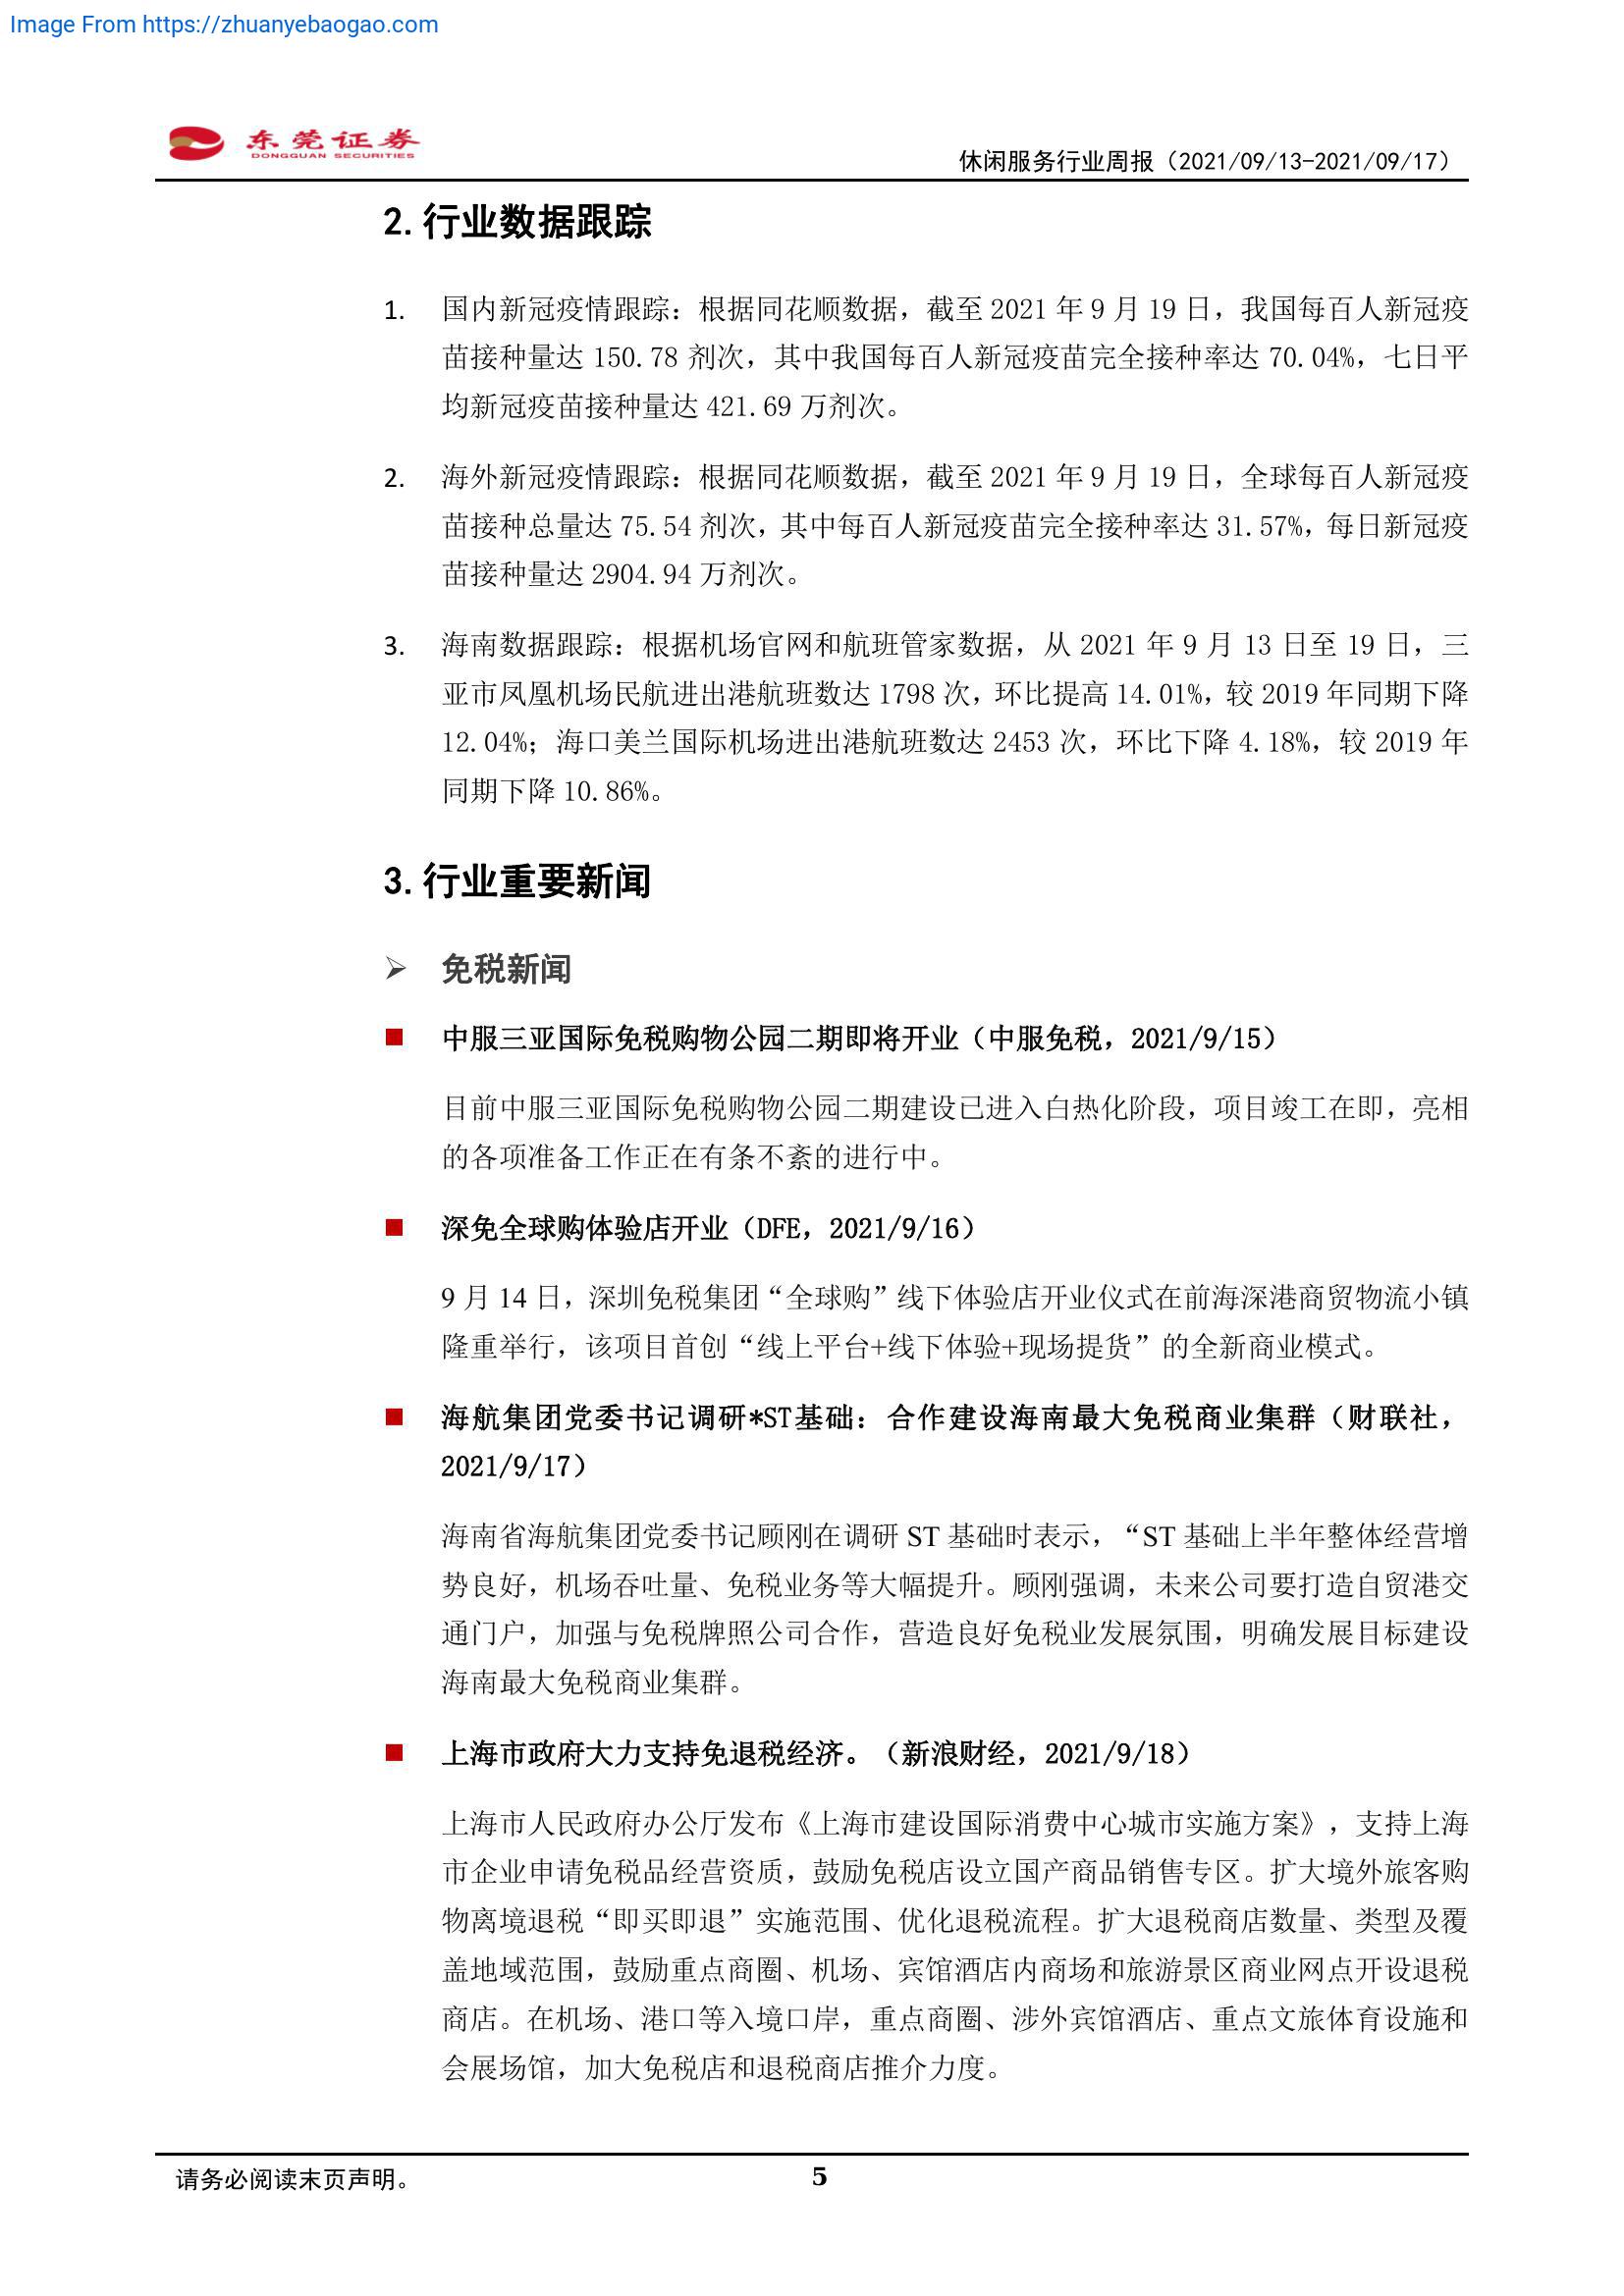 Image From https://zhuanyebaogao.com
东莞证券
DONGGUAN SECURITIES
休闲服务行业周报（2021/09/13-2021/09/17）
2.行业数据跟踪
1. 国内新冠疫情跟踪：根据同花顺数据，截至 2021 年 9 月 19 日，我国每百人新冠疫
苗接种量达 150.78 剂次，其中我国每百人新冠疫苗完全接种率达 70.04%，七日平
均新冠疫苗接种量达 421.69 万剂次。
2. 海外新冠疫情跟踪：根据同花顺数据，截至 2021 年 9 月 19 日，全球每百人新冠疫
苗接种总量达 75.54 剂次，其中每百人新冠疫苗完全接种率达 31.57%，每日新冠疫
苗接种量达 2904.94 万剂次。
3. 海南数据跟踪：根据机场官网和航班管家数据，从 2021 年 9 月 13 日至 19 日，三
亚市凤凰机场民航进出港航班数达 1798 次，环比提高 14.01%，较 2019 年同期下降
12.04%；海口美兰国际机场进出港航班数达 2453 次，环比下降 4.18%，较 2019 年
同期下降 10.86%。
3.行业重要新闻
➢ 免税新闻
■ 中服三亚国际免税购物公园二期即将开业（中服免税，2021/9/15）
目前中服三亚国际免税购物公园二期建设已进入白热化阶段，项目竣工在即，亮相
的各项准备工作正在有条不紊的进行中。
■ 深免全球购体验店开业（DFE，2021/9/16）
9 月 14 日，深圳免税集团“全球购”线下体验店开业仪式在前海深港商贸物流小镇
隆重举行，该项目首创“线上平台+线下体验+现场提货”的全新商业模式。
■ 海航集团党委书记调研*ST基础：合作建设海南最大免税商业集群（财联社，
2021/9/17）
海南省海航集团党委书记顾刚在调研 ST 基础时表示，“ST 基础上半年整体经营增
势良好，机场吞吐量、免税业务等大幅提升。顾刚强调，未来公司要打造自贸港交
通门户，加强与免税牌照公司合作，营造良好免税业发展氛围，明确发展目标建设
海南最大免税商业集群。
■ 上海市政府大力支持免退税经济。（新浪财经，2021/9/18）
上海市人民政府办公厅发布《上海市建设国际消费中心城市实施方案》，支持上海
市企业申请免税品经营资质，鼓励免税店设立国产商品销售专区。扩大境外旅客购
物离境退税“即买即退”实施范围、优化退税流程。扩大退税商店数量、类型及覆
盖地域范围，鼓励重点商圈、机场、宾馆酒店内商场和旅游景区商业网点开设退税
商店。在机场、港口等入境口岸，重点商圈、涉外宾馆酒店、重点文旅体育设施和
会展场馆，加大免税店和退税商店推介力度。
请务必阅读末页声明。
5